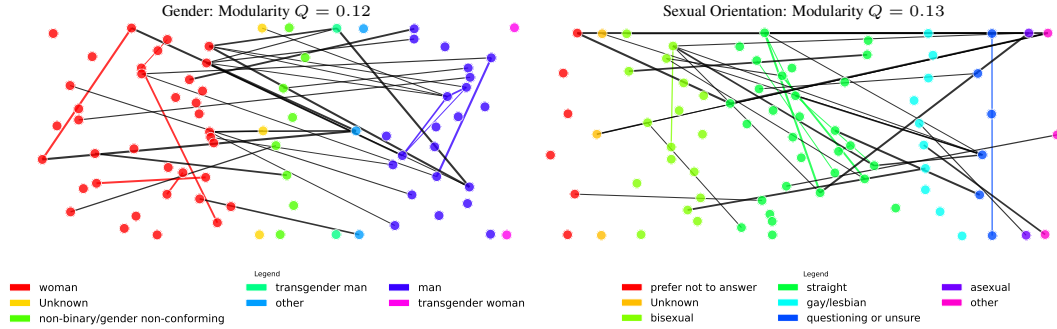 Gender: Modularity Q = 0.12
Legend
woman
Unknown
non-binary/gender non-conforming
transgender man
other
man
transgender woman
Sexual Orientation: Modularity Q = 0.13
Legend
prefer not to answer
Unknown
bisexual
straight
gay/lesbian
questioning or unsure
asexual
other